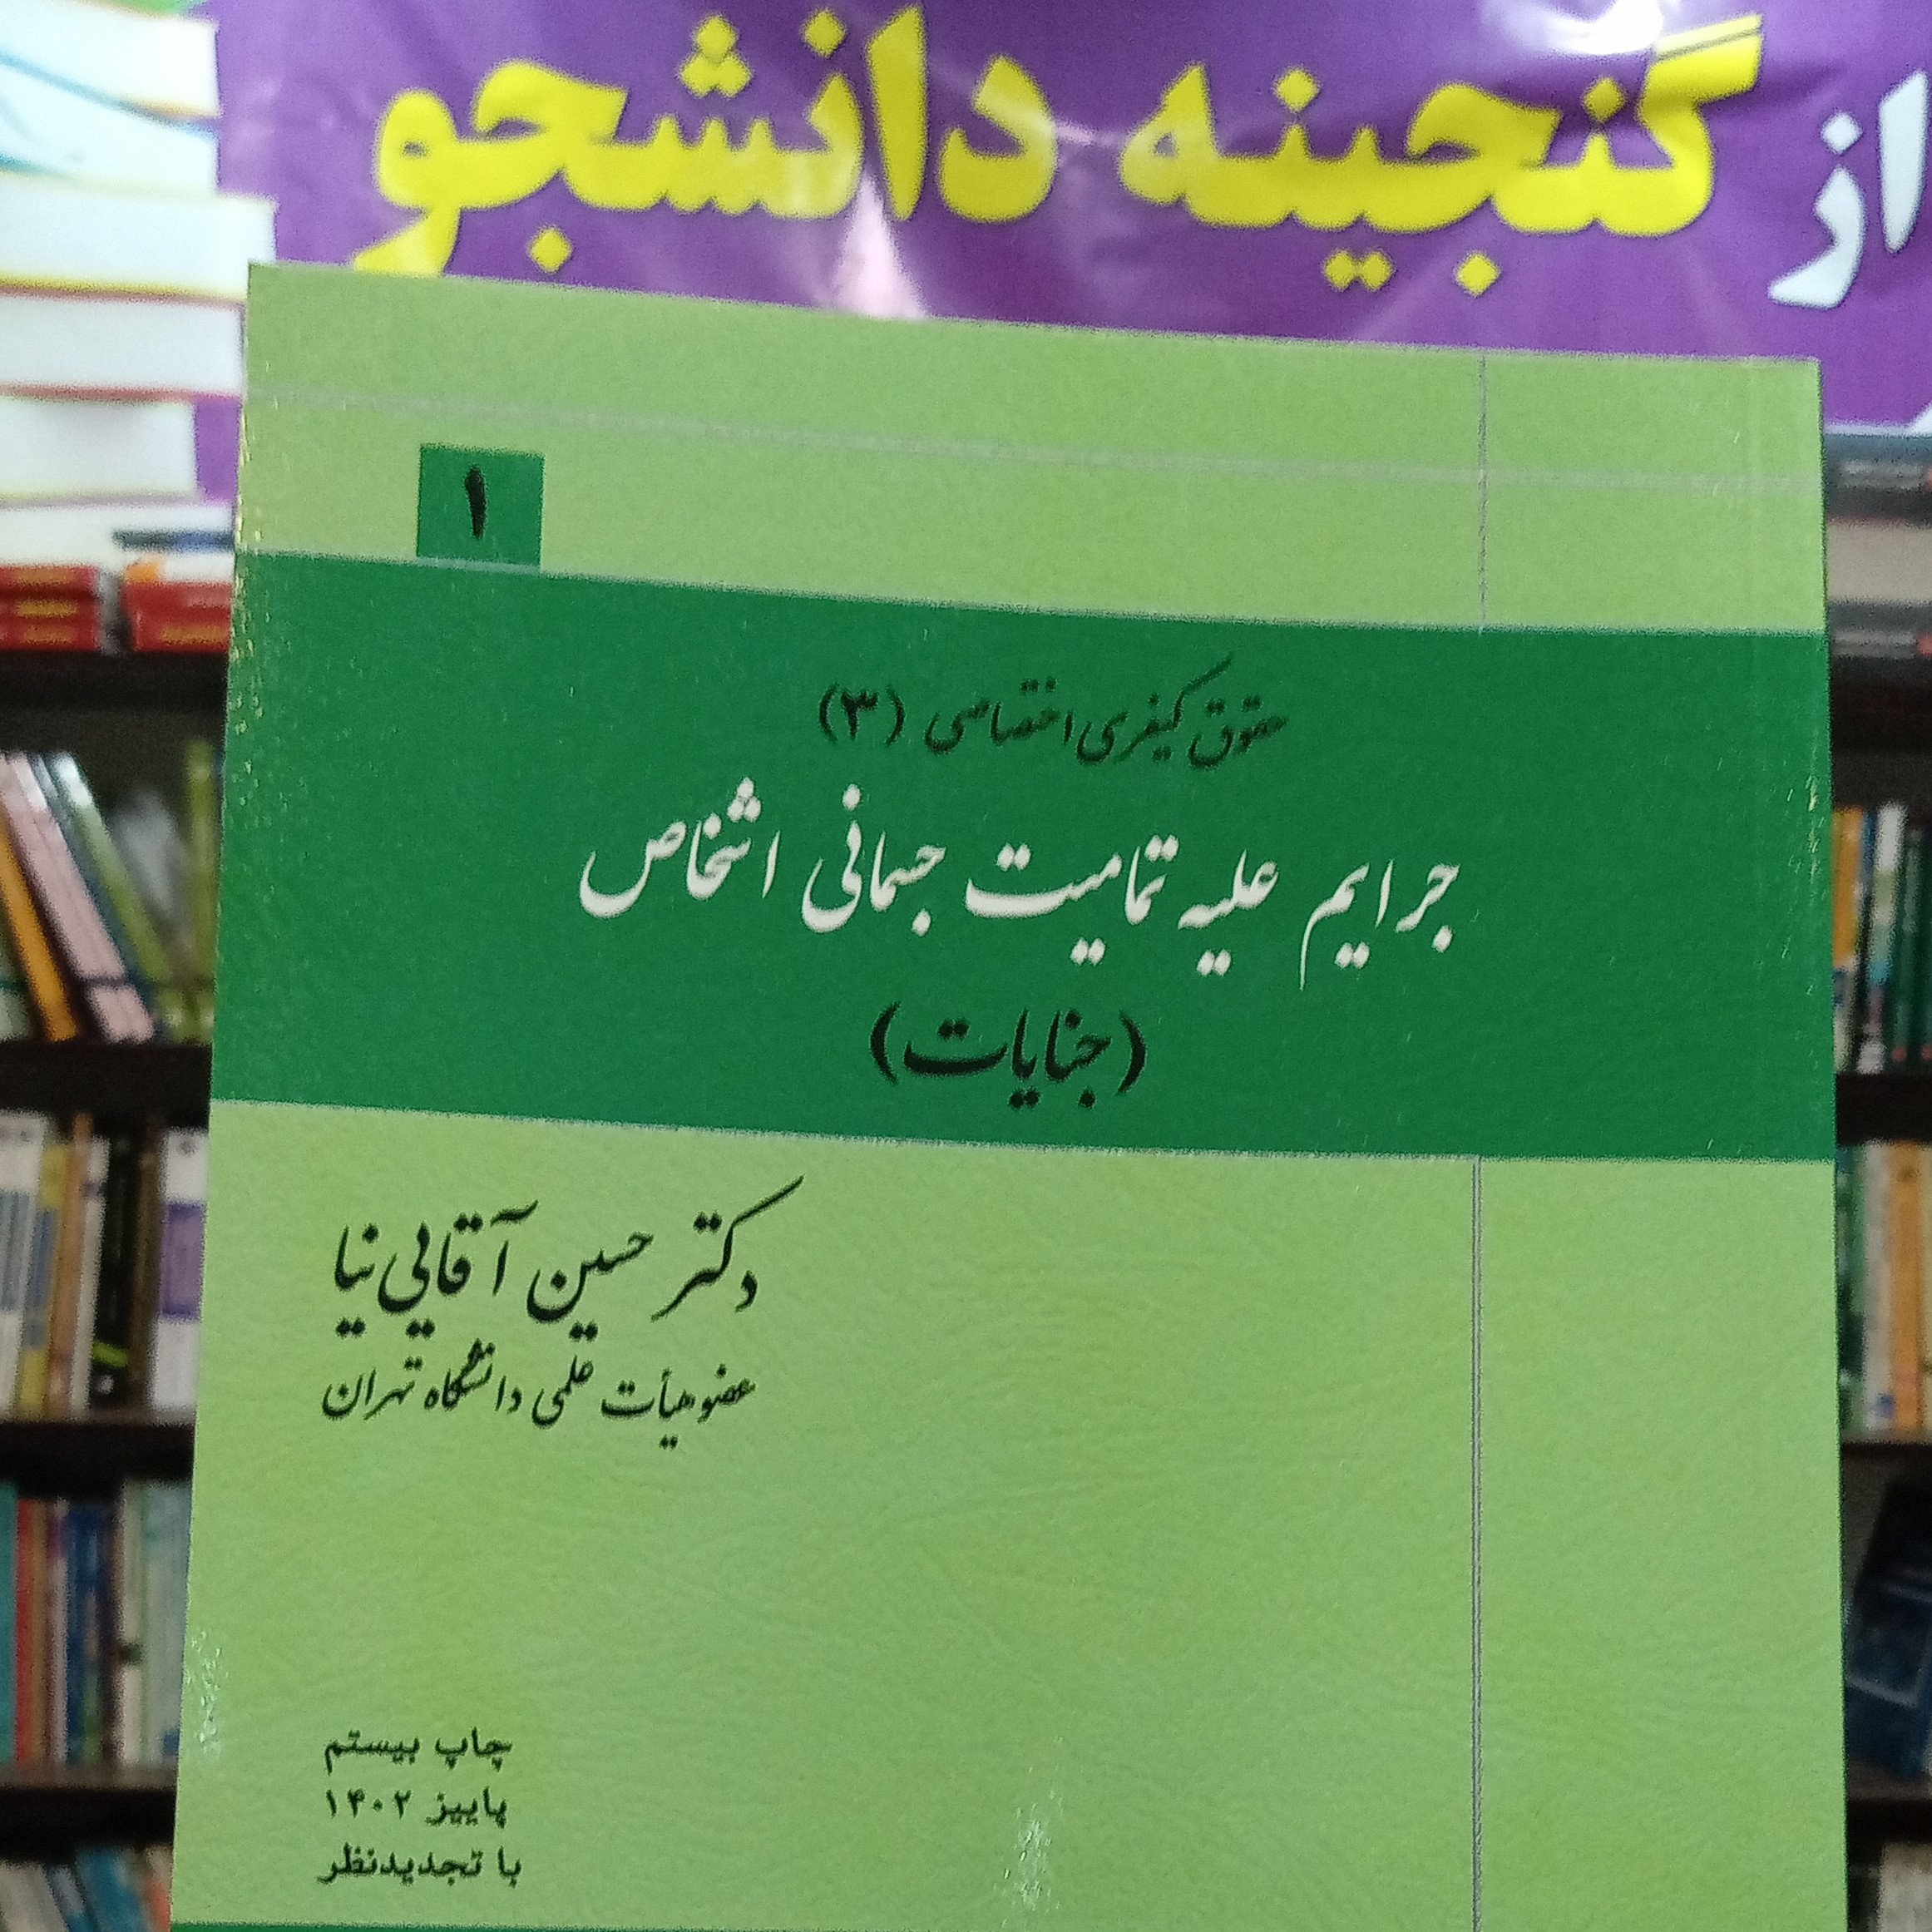 از گنجینه دانشجو
۱
حقوق کیفری اختصاصی (۳)
جرایم علیه تمامیت جسمانی اشخاص
(جنایات)
دکتر حسین آقایی‌نیا
عضو هیأت علمی دانشگاه تهران
چاپ بیستم
پاییز ۱۴۰۲
با تجدیدنظر